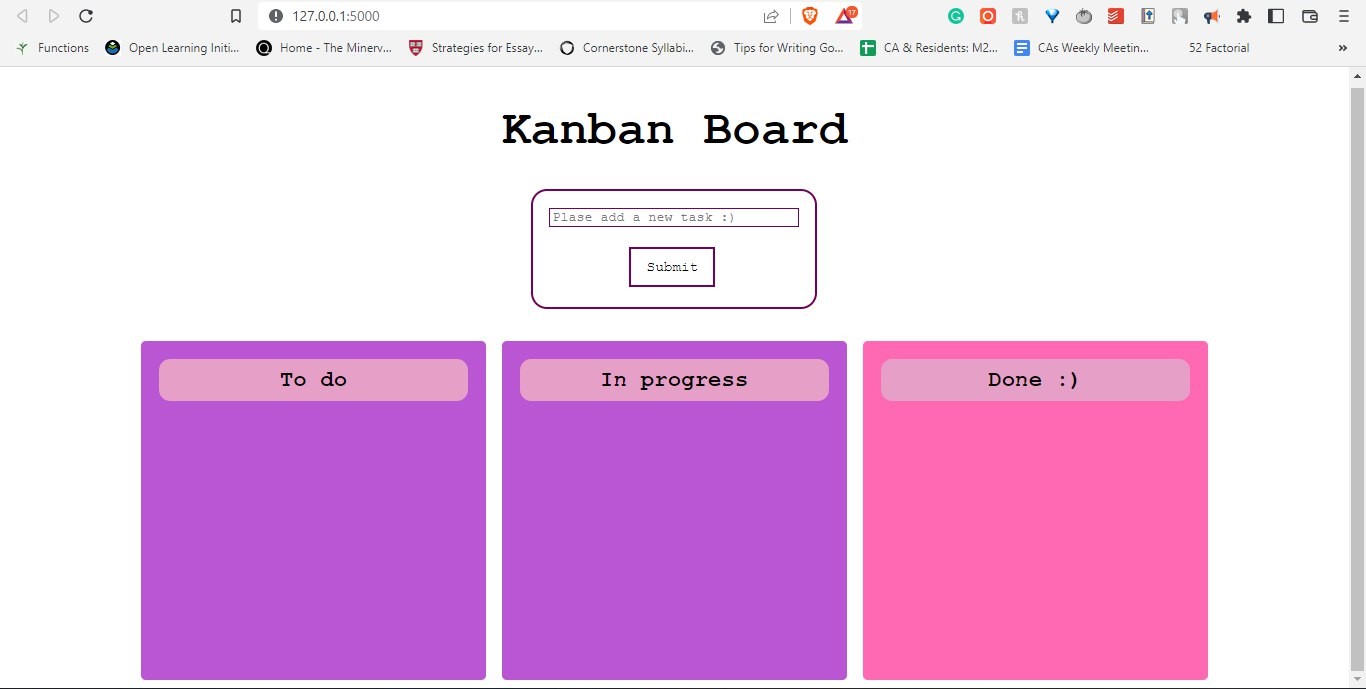 127.0.0.1:5000
17
Functions
Open Learning Initi...
Home - The Minerv...
Strategies for Essay...
Cornerstone Syllabi...
Tips for Writing Go...
CA & Residents: M2...
CAs Weekly Meetin...
52 Factorial
»
Kanban Board
Plase add a new task :)
Submit
To do
In progress
Done :)